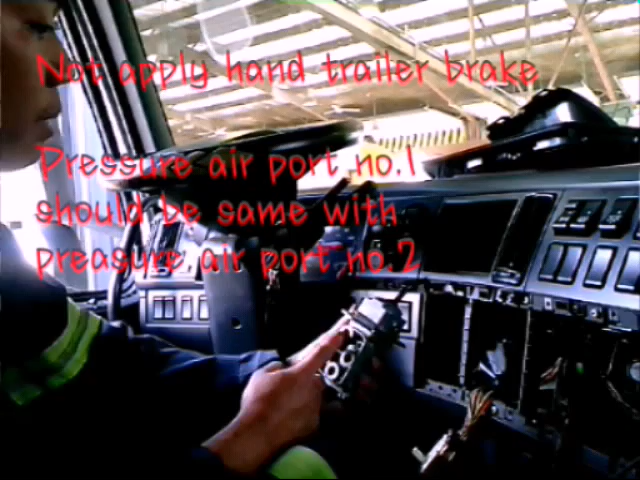 Not apply hand trailer brake
Pressure air port no.1
should be same with
preasure air port no.2